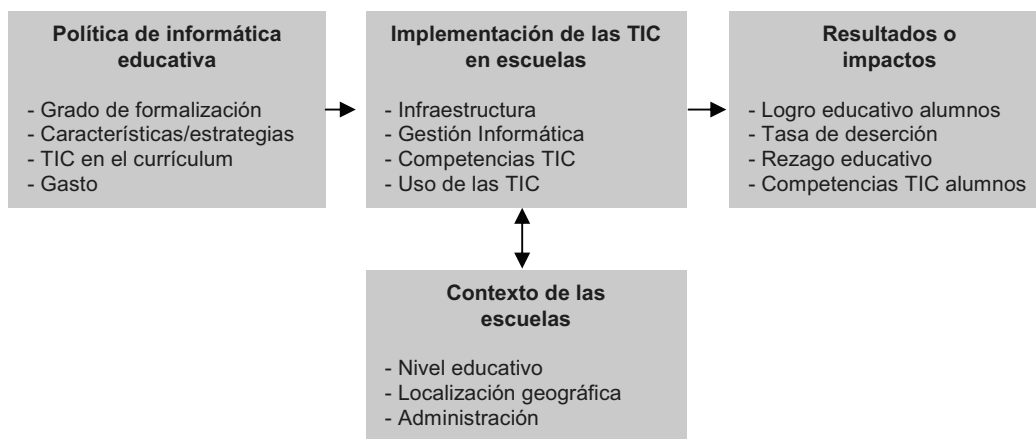 Política de informática
educativa
- Grado de formalización
- Características/estrategias
- TIC en el currículum
- Gasto
Implementación de las TIC
en escuelas
- Infraestructura
- Gestión Informática
- Competencias TIC
- Uso de las TIC
Resultados o
impactos
- Logro educativo alumnos
- Tasa de deserción
- Rezago educativo
- Competencias TIC alumnos
Contexto de las
escuelas
- Nivel educativo
- Localización geográfica
- Administración